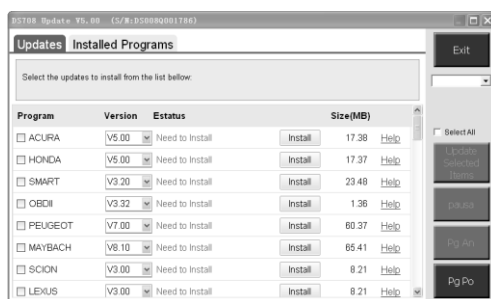 DS708 Update V5.00 (S/N:DS808Q001786)
Updates Installed Programs
Exit
Select the updates to install from the list bellow:
Program Version Estatus Size(MB)
Select All
ACURA V5.00 Need to Install Install 17.38 Help
HONDA V5.00 Need to Install Install 17.37 Help
SMART V3.20 Need to Install Install 23.48 Help
OBDII V3.32 Need to Install Install 1.36 Help
PEUGEOT V7.00 Need to Install Install 60.37 Help
MAYBACH V8.10 Need to Install Install 65.41 Help
SCION V3.00 Need to Install Install 8.21 Help
LEXUS V3.00 Need to Install Install 8.21 Help
Update
Selected
Items
pausa
Pg An
Pg Po